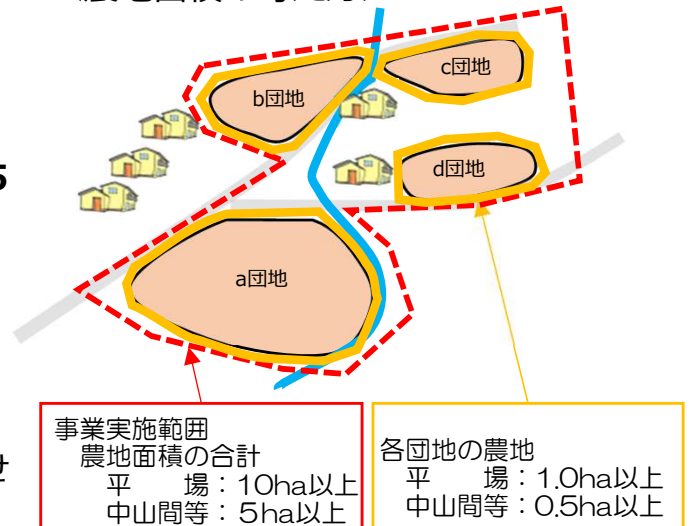 b団地
c団地
d団地
a団地
事業実施範囲
農地面積の合計
平　　場：10ha以上
中山間等：5ha以上
各団地の農地
平　　場：1.0ha以上
中山間等：0.5ha以上